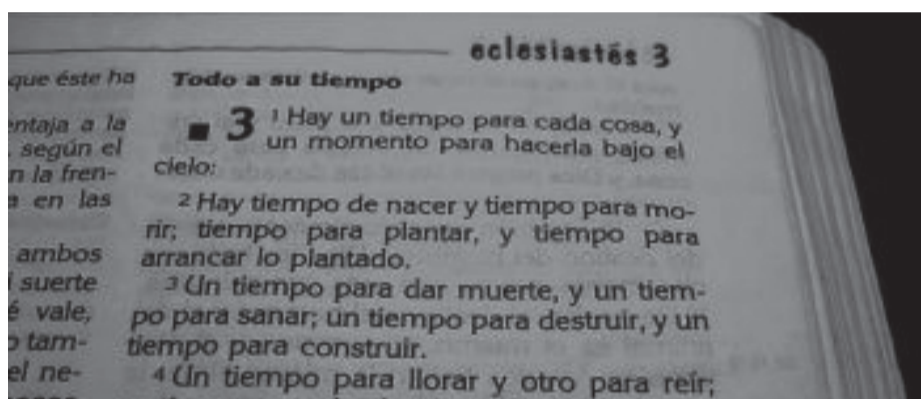 eclesiastés 3
que éste ha
entaja a la
, según el
n la fren-
a en las
ambos
suerte
é vale,
o tam-
el ne-
Todo a su tiempo
3 1 Hay un tiempo para cada cosa, y
un momento para hacerla bajo el
cielo:
2 Hay tiempo de nacer y tiempo para mo-
rir; tiempo para plantar, y tiempo para
arrancar lo plantado.
3 Un tiempo para dar muerte, y un tiem-
po para sanar; un tiempo para destruir, y un
tiempo para construir.
4 Un tiempo para llorar y otro para reír;